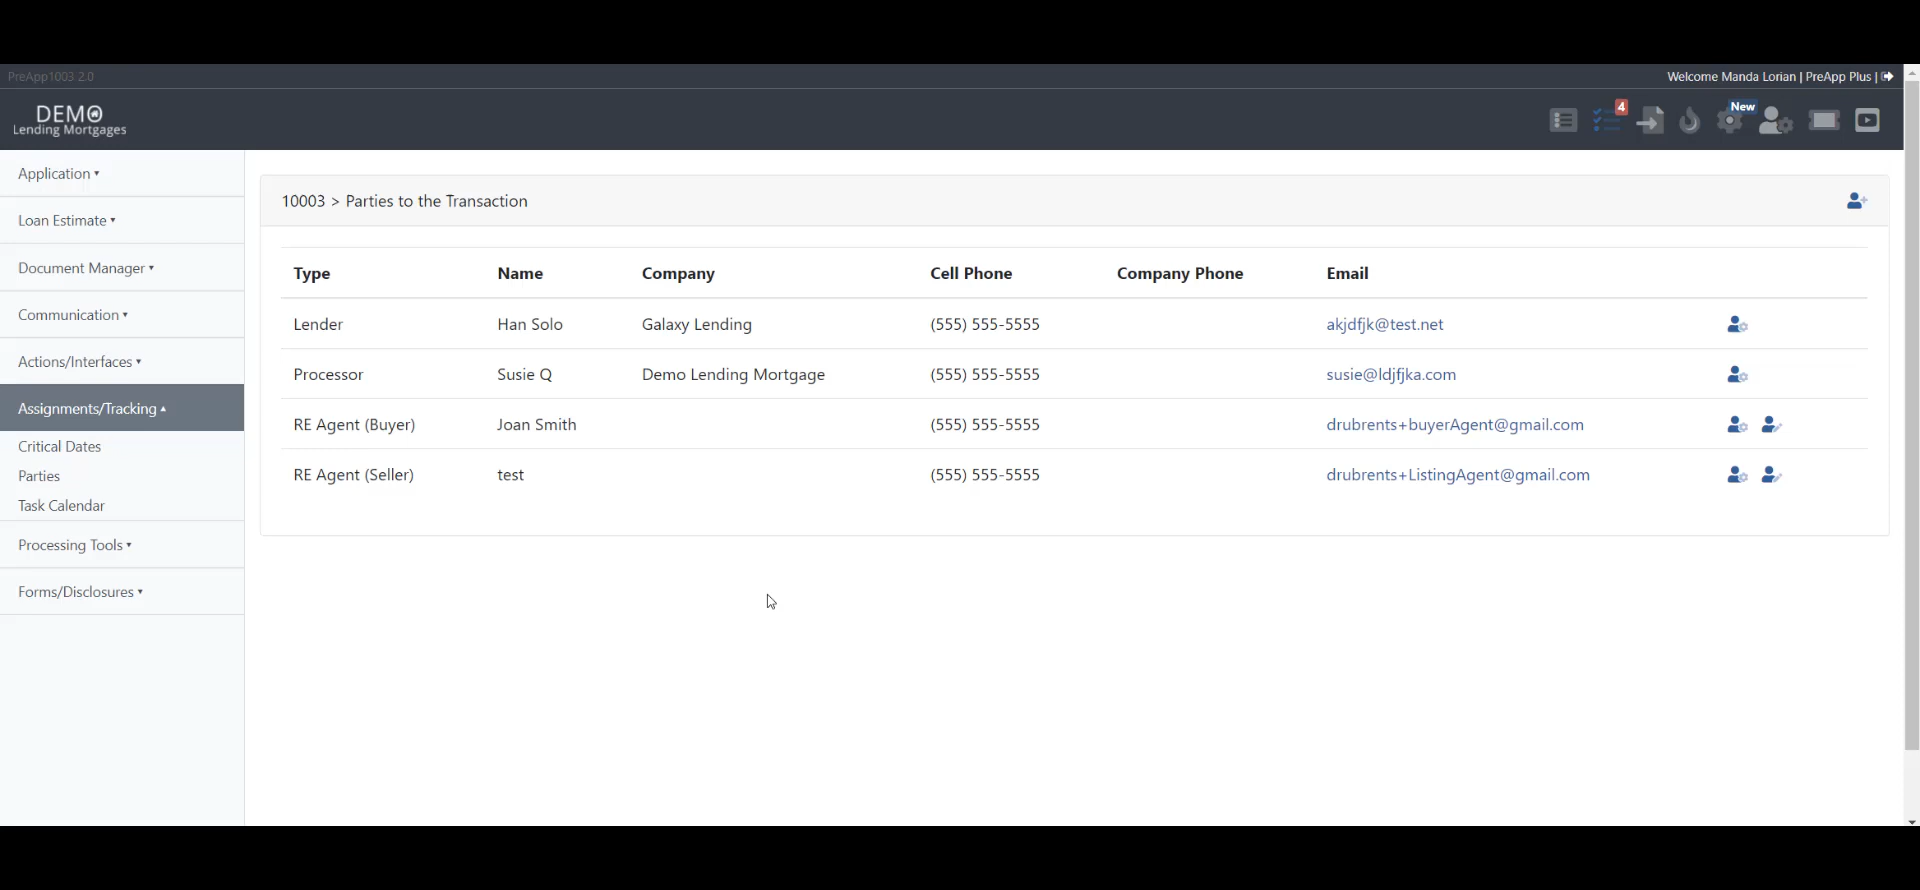 PreApp1003 2.0
Welcome Manda Lorian | PreApp Plus |
DEMO
Lending Mortgages
4
New
Application
Loan Estimate
Document Manager
Communication
Actions/Interfaces
Assignments/Tracking
Critical Dates
Parties
Task Calendar
Processing Tools
Forms/Disclosures
10003 > Parties to the Transaction
Type Name Company Cell Phone Company Phone Email
Lender Han Solo Galaxy Lending (555) 555-5555 akjdfjk@test.net
Processor Susie Q Demo Lending Mortgage (555) 555-5555 susie@ldjfjka.com
RE Agent (Buyer) Joan Smith (555) 555-5555 drubrents+buyerAgent@gmail.com
RE Agent (Seller) test (555) 555-5555 drubrents+ListingAgent@gmail.com